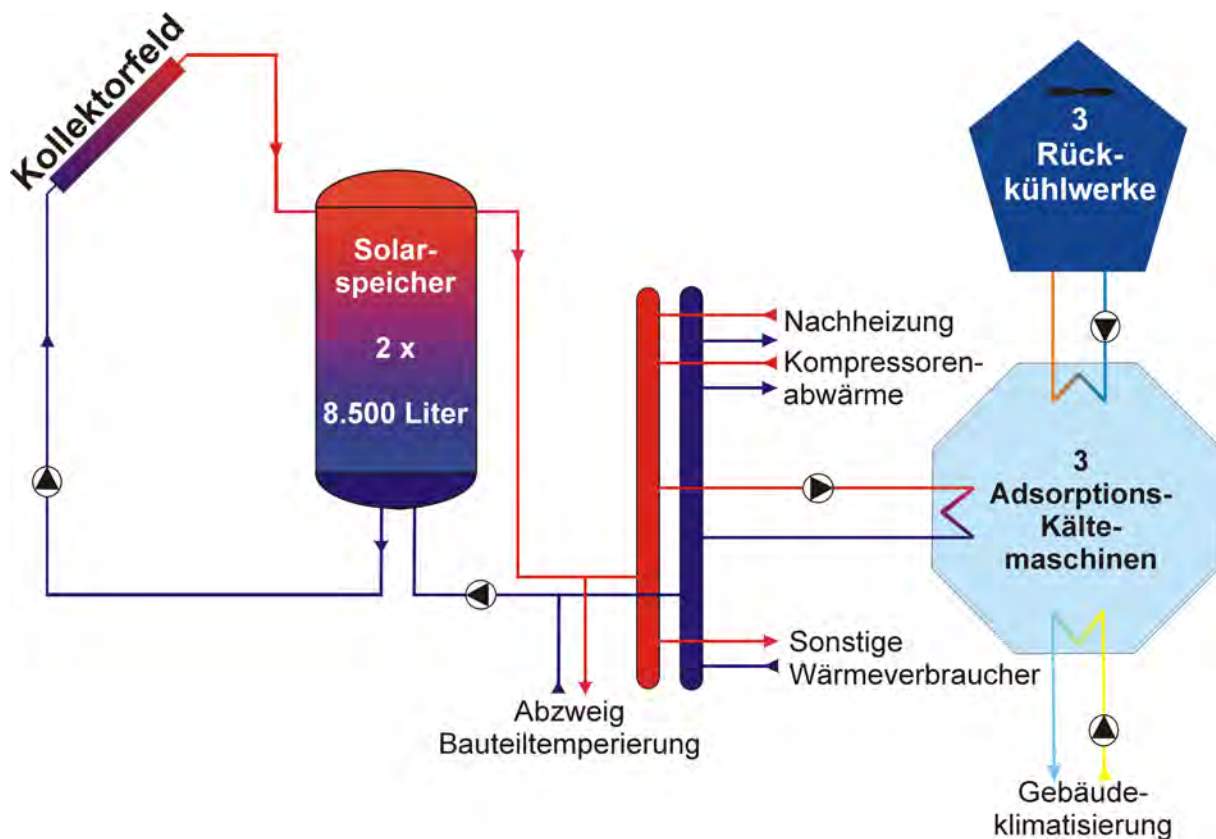 Kollektorfeld
Solar-
speicher
2 x
8.500 Liter
3
Rück-
kühlwerke
Nachheizung
Kompressoren-
abwärme
3
Adsorptions-
Kälte-
maschinen
Sonstige
Wärmeverbraucher
Abzweig
Bauteiltemperierung
Gebäude-
klimatisierung